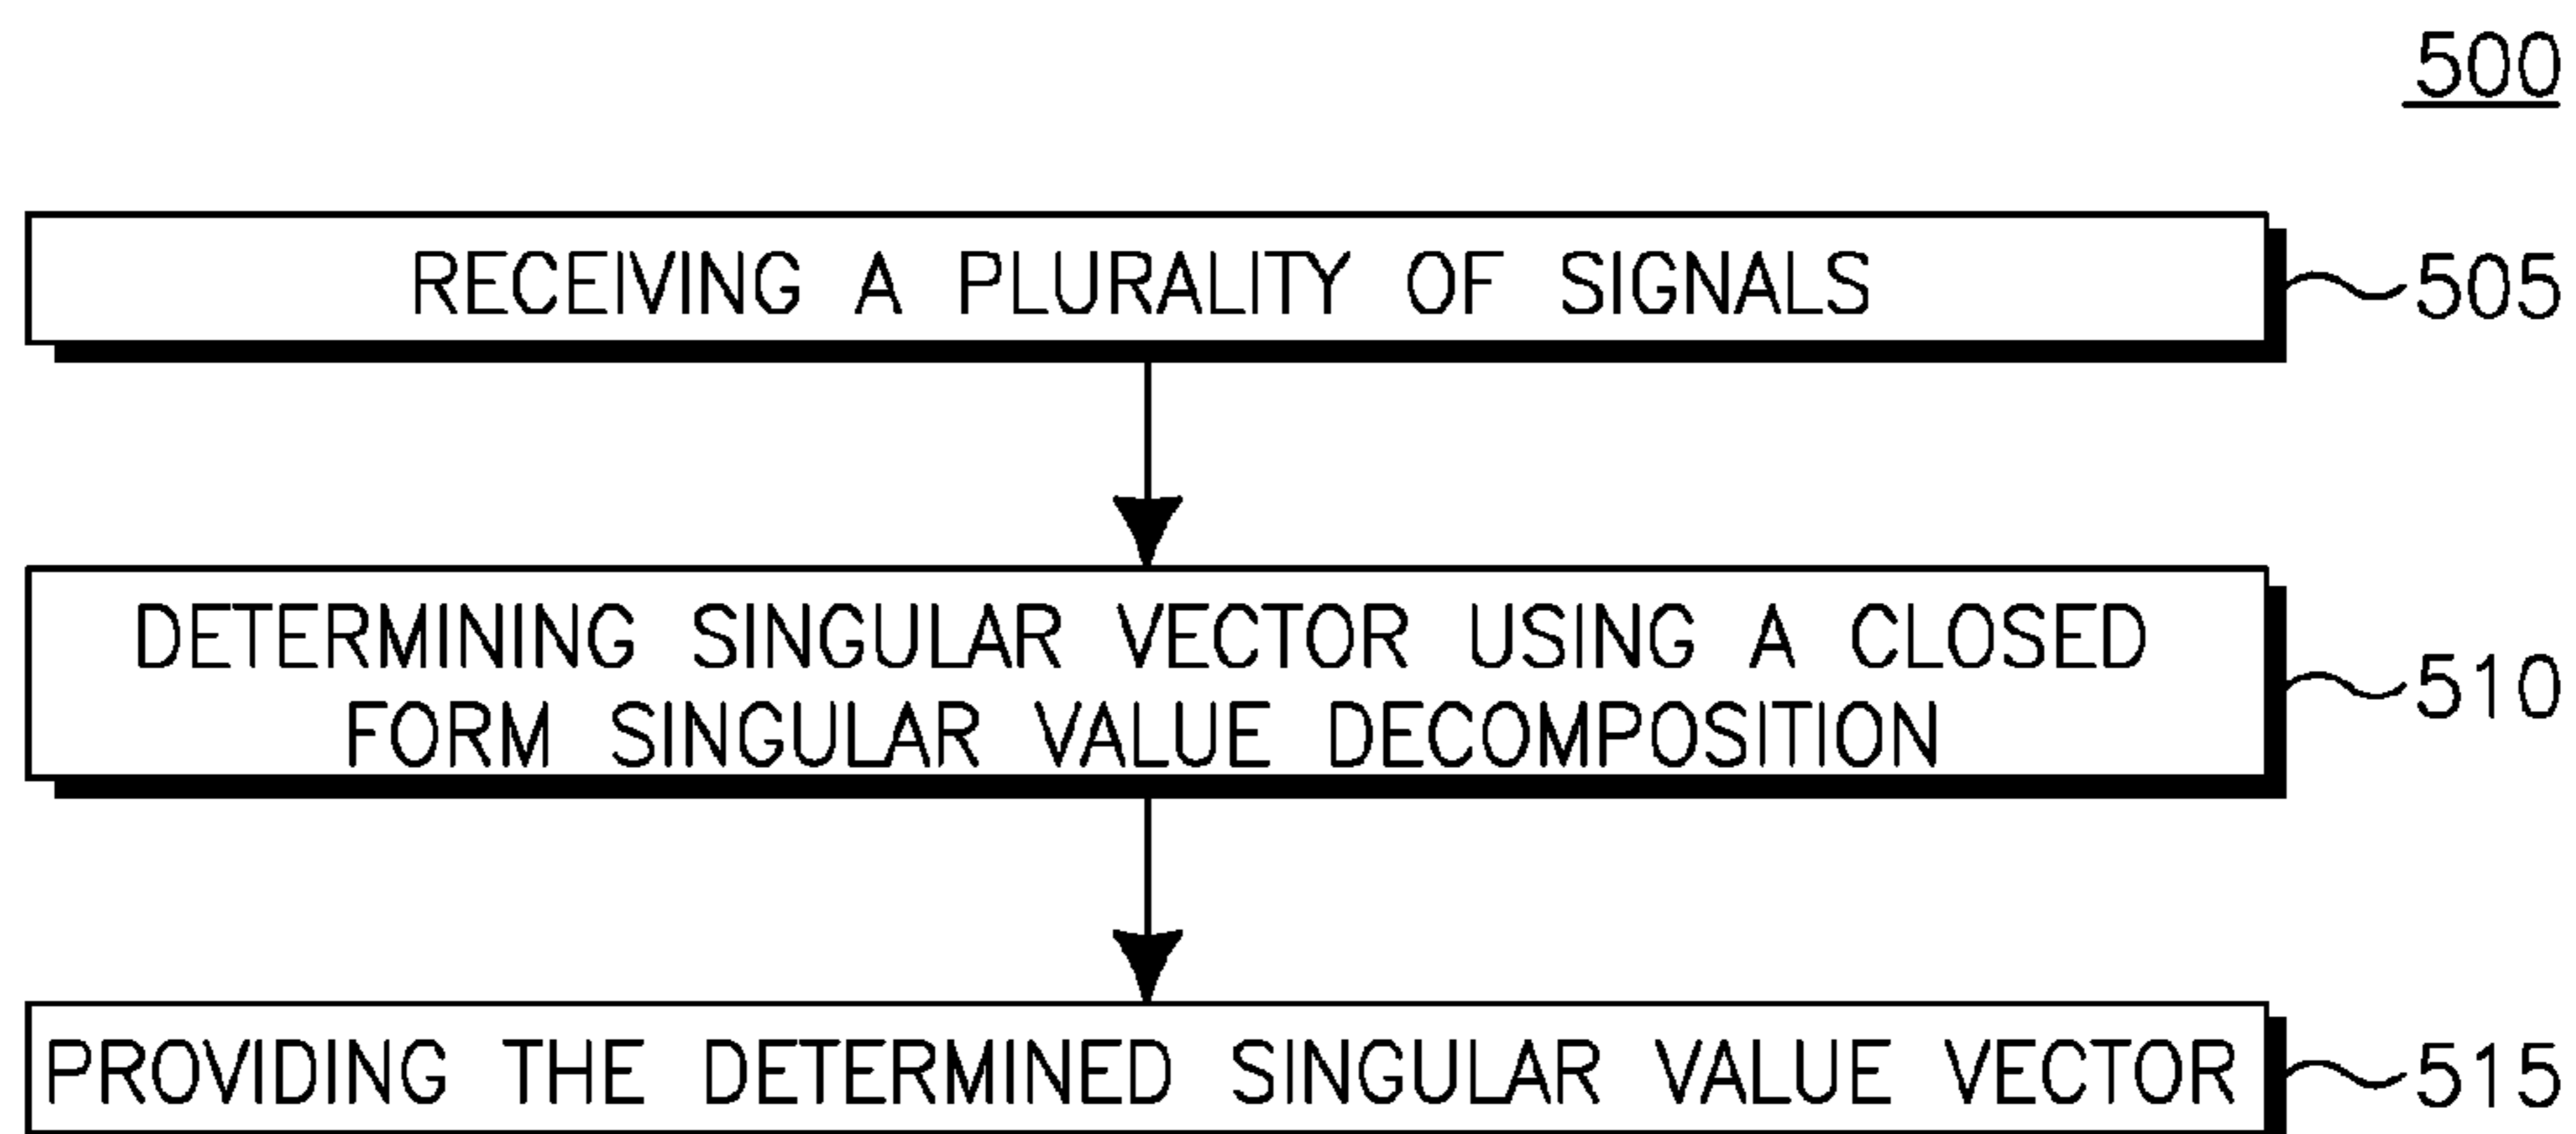 500
RECEIVING A PLURALITY OF SIGNALS
505
DETERMINING SINGULAR VECTOR USING A CLOSED
FORM SINGULAR VALUE DECOMPOSITION
510
PROVIDING THE DETERMINED SINGULAR VALUE VECTOR
515